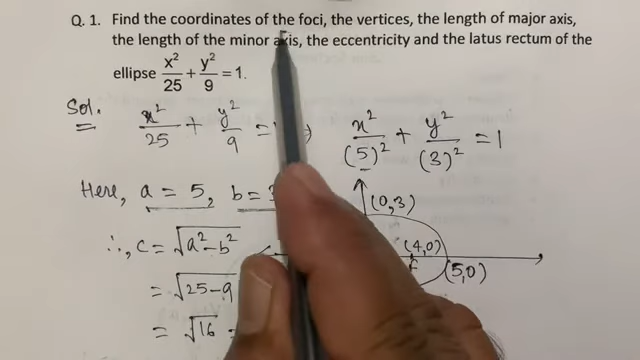 Q. 1. Find the coordinates of the foci, the vertices, the length of major axis,
the length of the minor axis, the eccentricity and the latus rectum of the
ellipse x²/25 + y²/9 = 1.
Sol. x²/25 + y²/9 = x²/(5)² + y²/(3)² = 1
Here, a = 5, b = 3
(0,3)
∴, c = √a² − b²
(4,0)
(5,0)
= √25 − 9
= √16 =